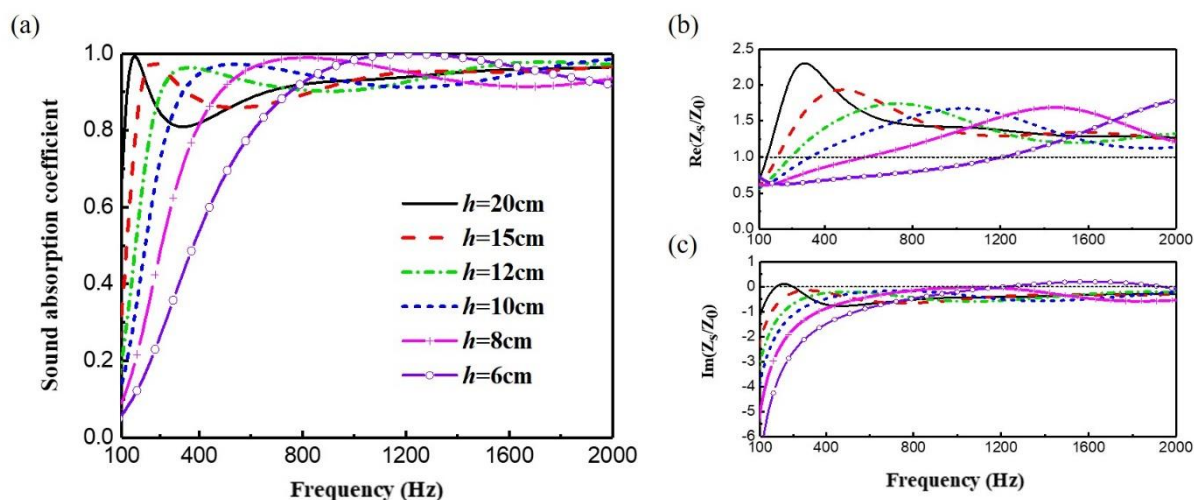 (a)
1.0
0.8
0.6
0.4
0.2
0.0
Sound absorption coefficient
h=20cm
h=15cm
h=12cm
h=10cm
h=8cm
h=6cm
100 400 800 1200 1600 2000
Frequency (Hz)
(b)
2.5
2.0
1.5
1.0
0.5
0.0
Re(Zs/Z0)
100 400 800 1200 1600 2000
(c)
1
0
-1
-2
-3
-4
-5
-6
Im(Zs/Z0)
100 400 800 1200 1600 2000
Frequency (Hz)